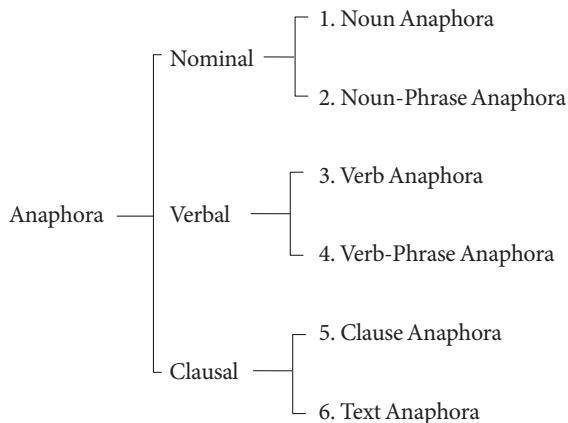 1. Noun Anaphora
Nominal
2. Noun-Phrase Anaphora
3. Verb Anaphora
Anaphora
Verbal
4. Verb-Phrase Anaphora
5. Clause Anaphora
Clausal
6. Text Anaphora